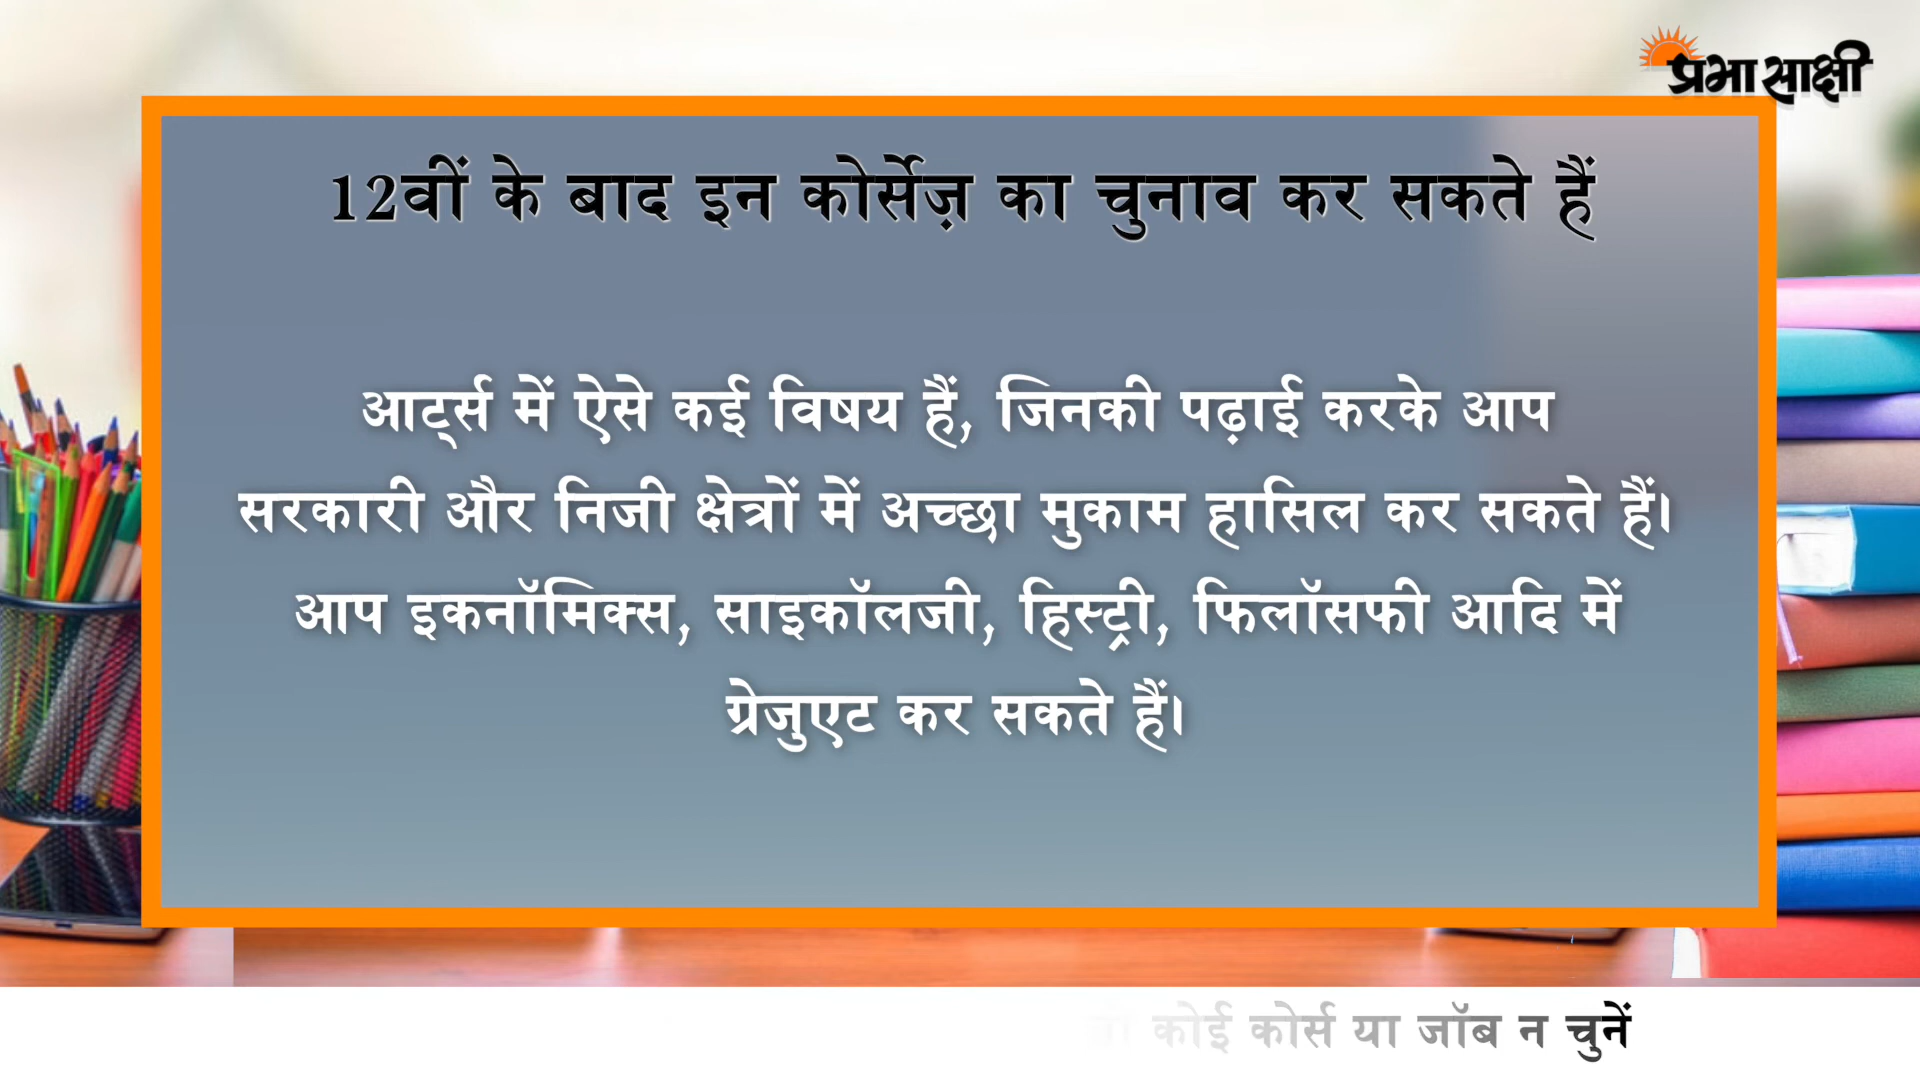 प्रभासाक्षी
12वीं के बाद इन कोर्सेज़ का चुनाव कर सकते हैं
आर्ट्स में ऐसे कई विषय हैं, जिनकी पढ़ाई करके आप
सरकारी और निजी क्षेत्रों में अच्छा मुकाम हासिल कर सकते हैं।
आप इकनॉमिक्स, साइकॉलजी, हिस्ट्री, फिलॉसफी आदि में
ग्रेजुएट कर सकते हैं।
कोई कोर्स या जॉब न चुनें